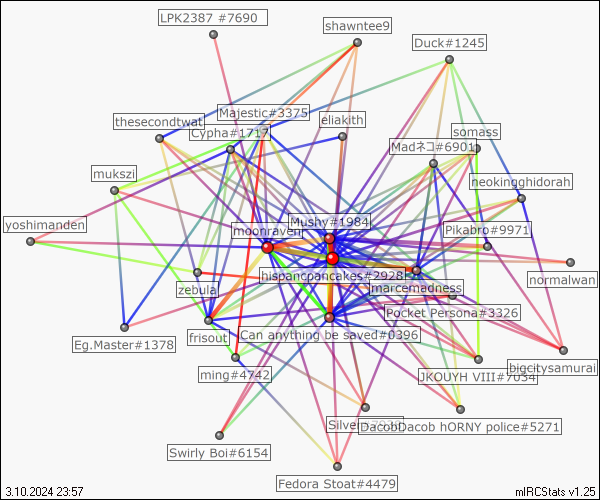 LPK2387 #7690
shawntee9
Duck#1245
Majestic#3375
thesecondtwat
eliakith
Cypha#1717
somass
Madネコ#6901
mukszi
neokingghidorah
yoshimanden
Mushy#1984
moonraven
Pikabro#9971
hispancpancakes#2928
normalwan
zebula
marcemadness
Pocket Persona#3326
frisout
Can anything be saved#0396
Eg.Master#1378
bigcitysamurai
ming#4742
JKOUYH VIII#7034
DacobDacob hORNY police#5271
Swirly Boi#6154
Fedora Stoat#4479
3.10.2024 23:57
mIRCStats v1.25